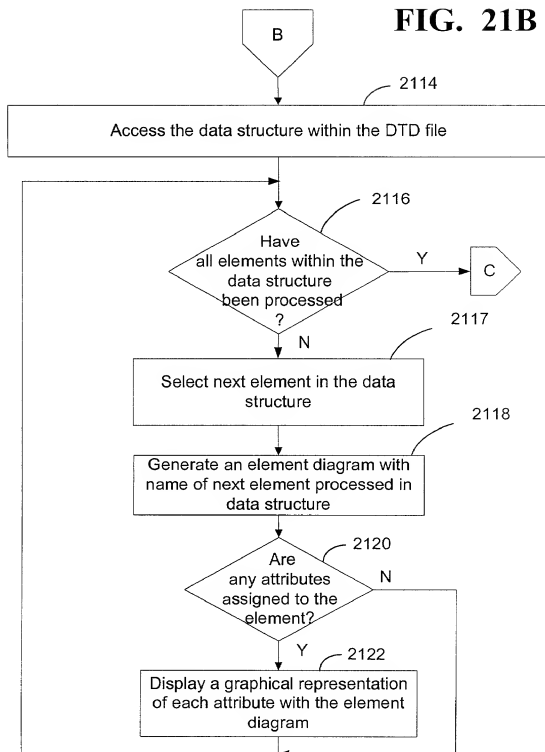 FIG. 21B
B
2114
Access the data structure within the DTD file
2116
Have
all elements within the
data structure
been processed
?
Y
C
N
2117
Select next element in the data
structure
2118
Generate an element diagram with
name of next element processed in
data structure
2120
Are
any attributes
assigned to the
element?
N
Y
2122
Display a graphical representation
of each attribute with the element
diagram